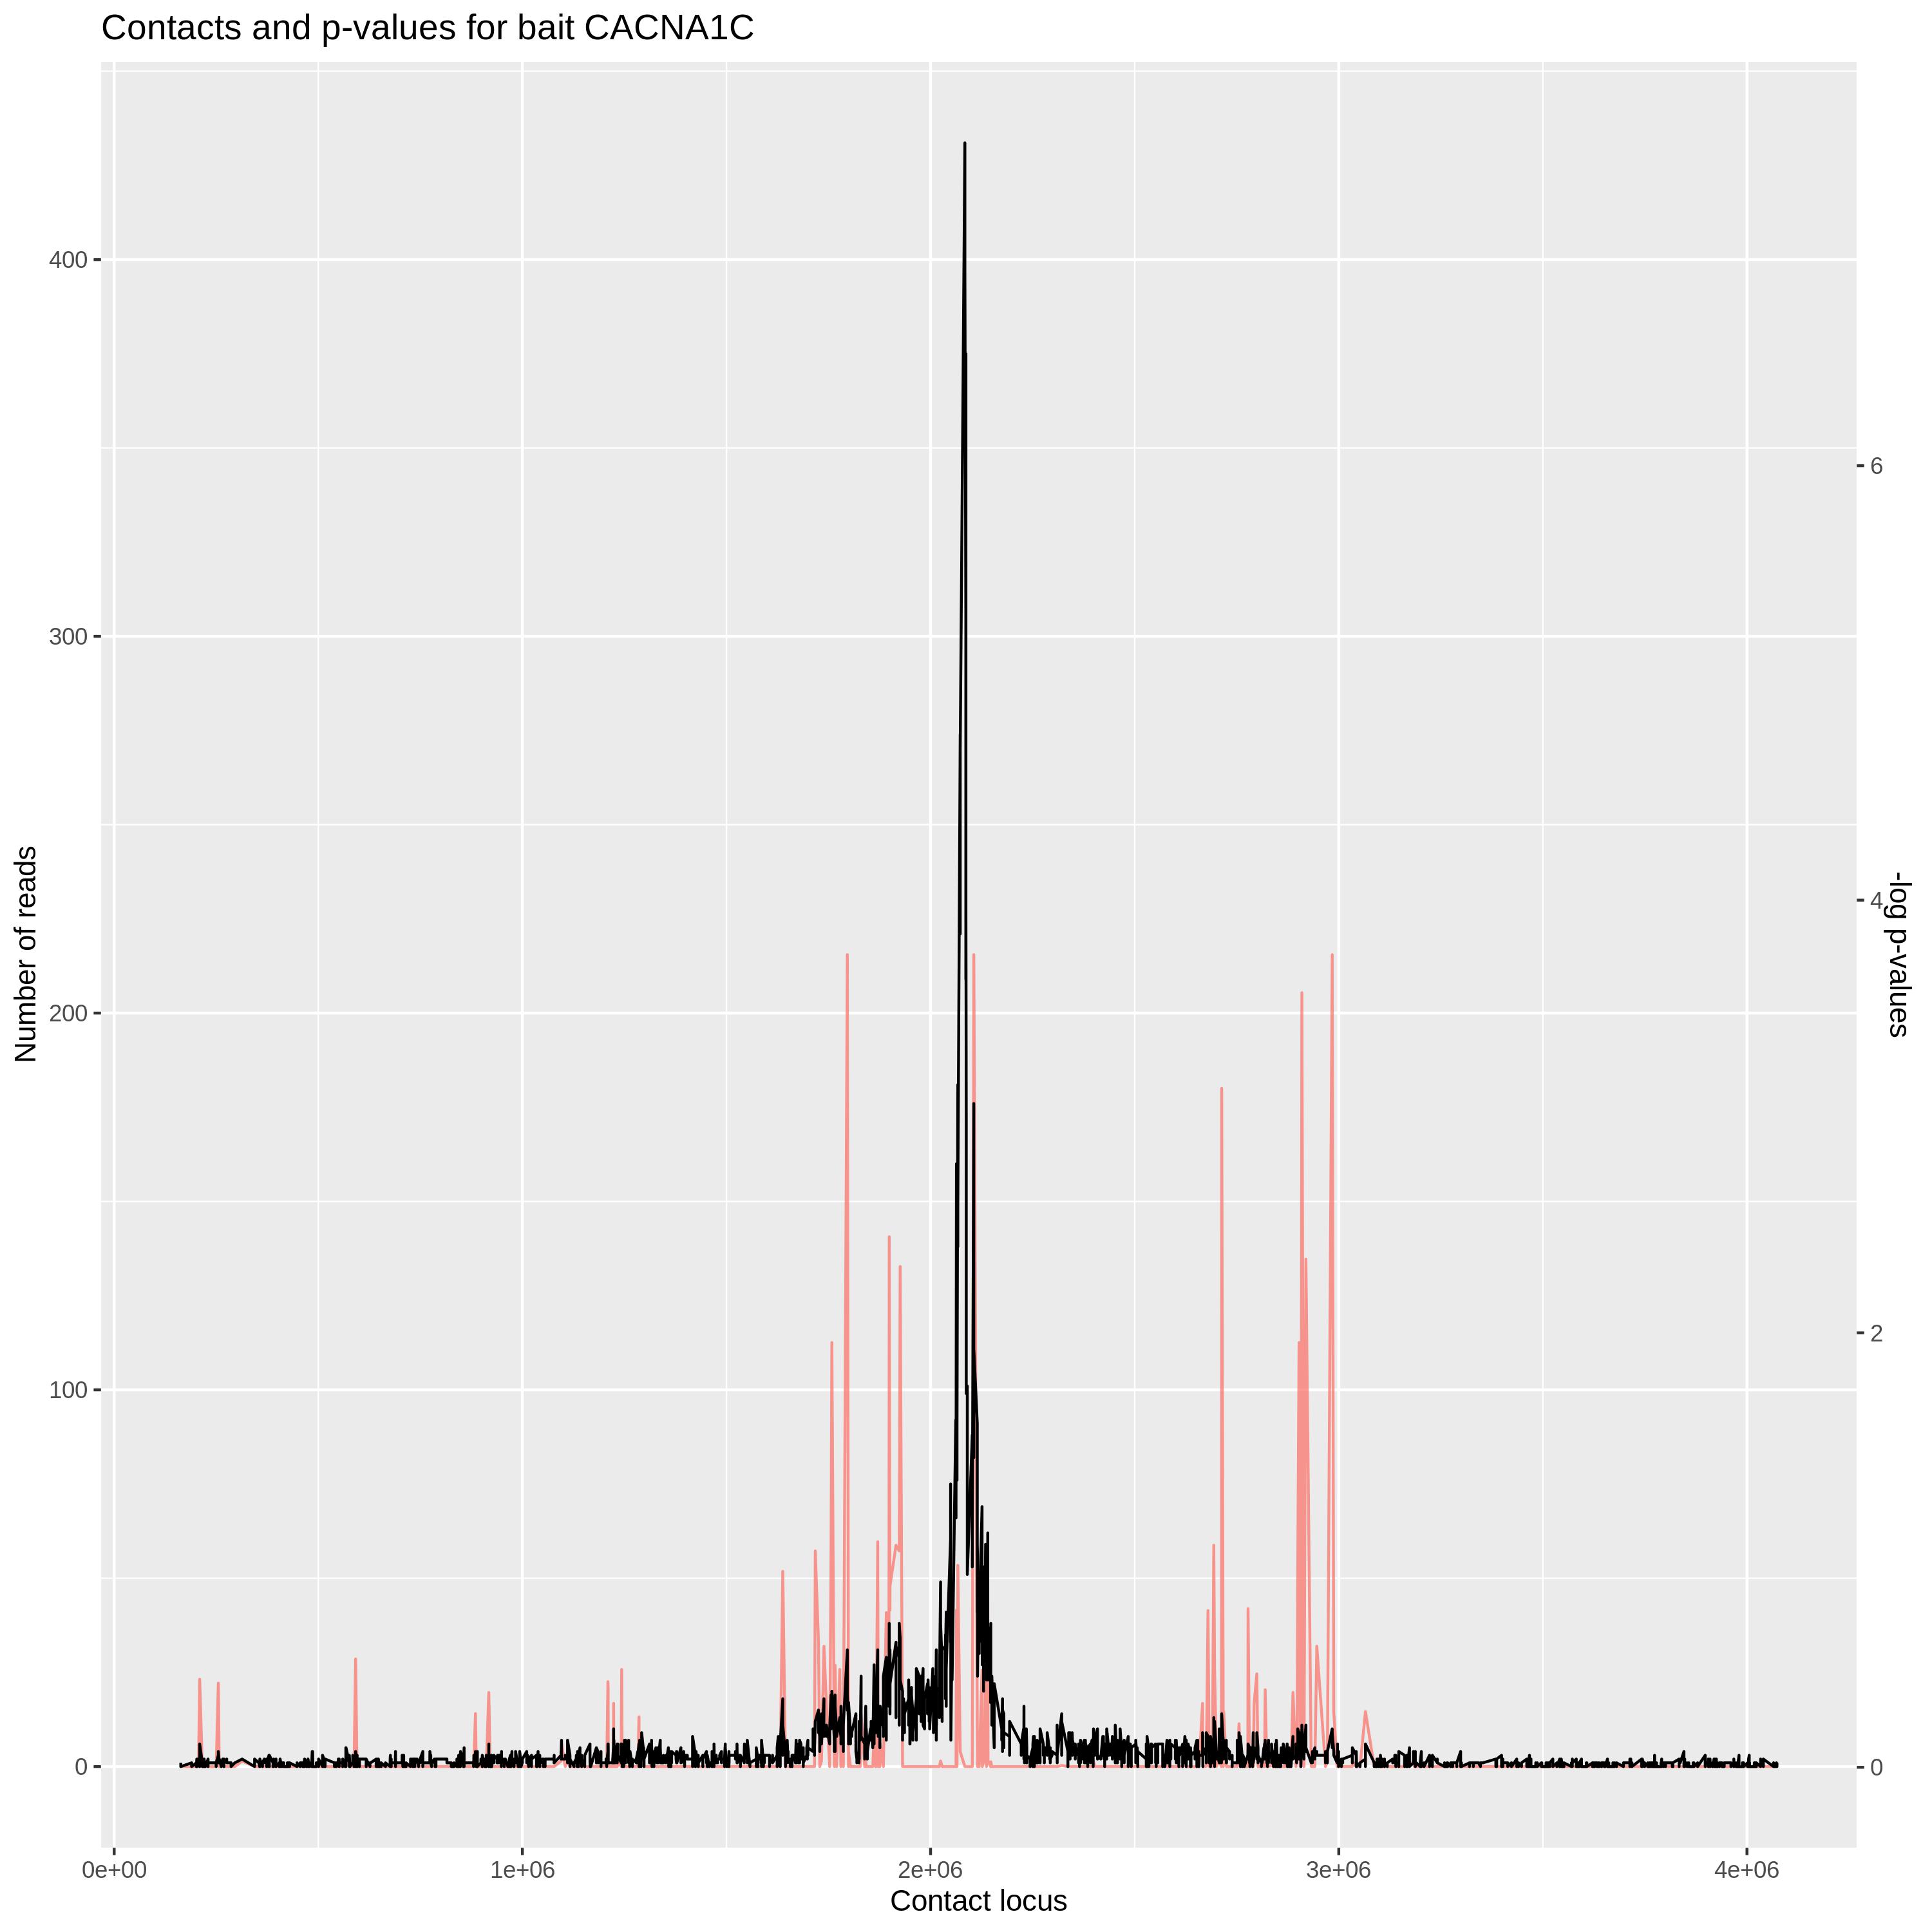 Contacts and p-values for bait CACNA1C
400
300
200
100
0
Number of reads
6
4
2
0
-log p-values
0e+00
1e+06
2e+06
3e+06
4e+06
Contact locus